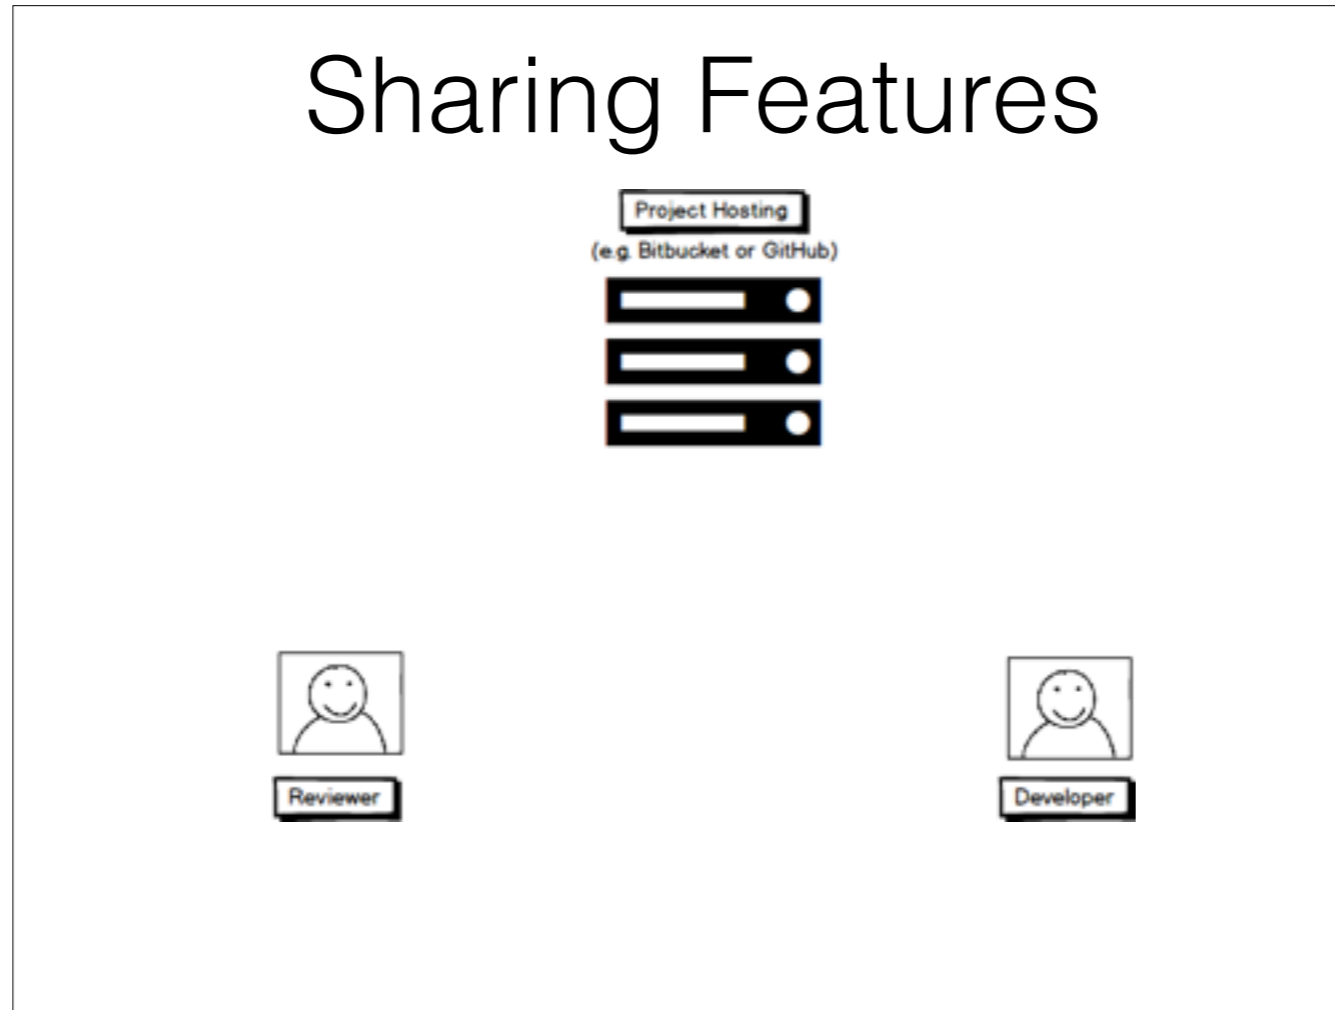 Sharing Features
Project Hosting
(e.g. Bitbucket or GitHub)
Reviewer
Developer